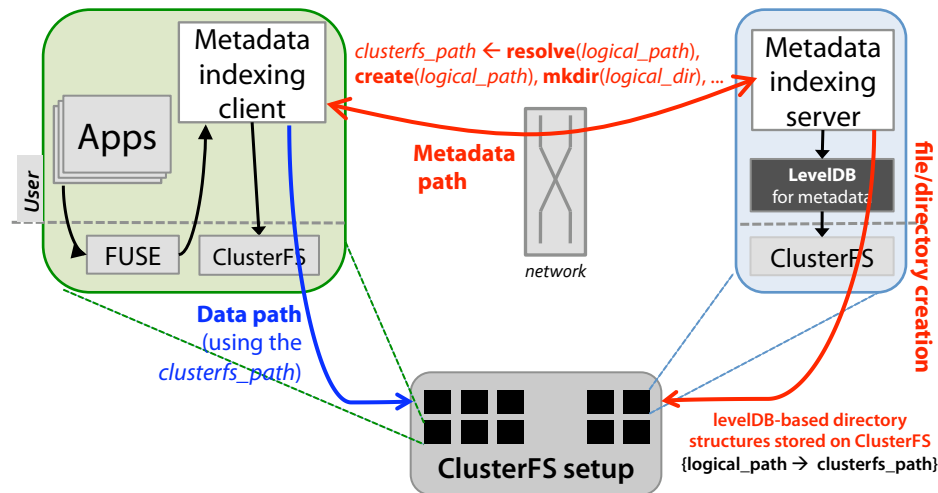 Metadata
indexing
client
Apps
User
FUSE
ClusterFS
clusterfs_path ← resolve(logical_path),
create(logical_path), mkdir(logical_dir), ...
Metadata
path
network
Metadata
indexing
server
LevelDB
for metadata
ClusterFS
file/directory creation
Data path
(using the
clusterfs_path)
ClusterFS setup
levelDB-based directory
structures stored on ClusterFS
{logical_path → clusterfs_path}